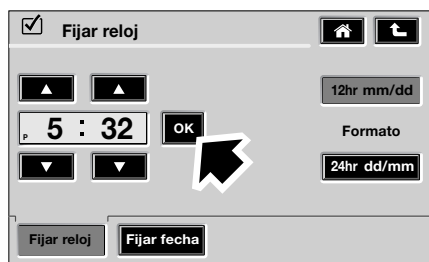 Fijar reloj
12hr mm/dd
P 5 : 32
OK
Formato
24hr dd/mm
Fijar reloj
Fijar fecha